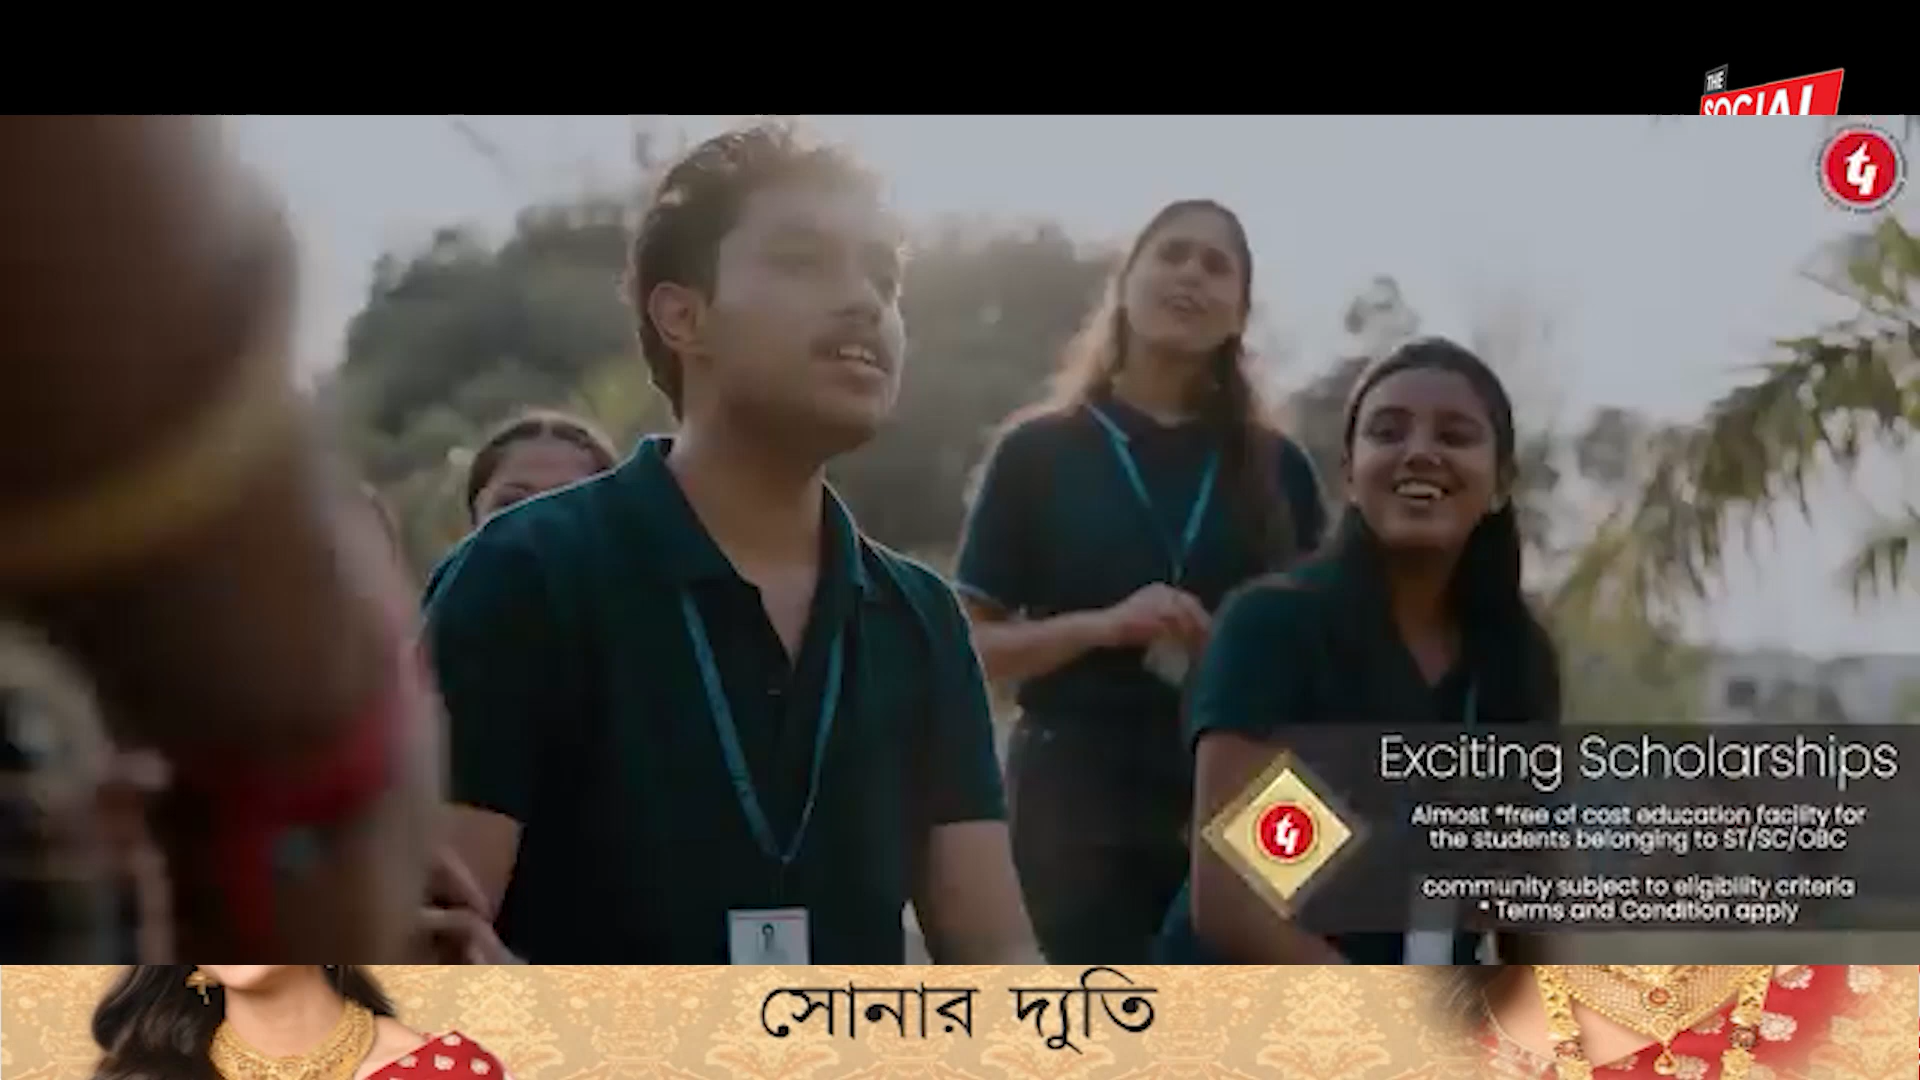 THE
SOCIAL
Exciting Scholarships
Almost *free of cost education facility for
the students belonging to ST/SC/OBC
community subject to eligibility criteria
* Terms and Condition apply
সোনার দ্যুতি